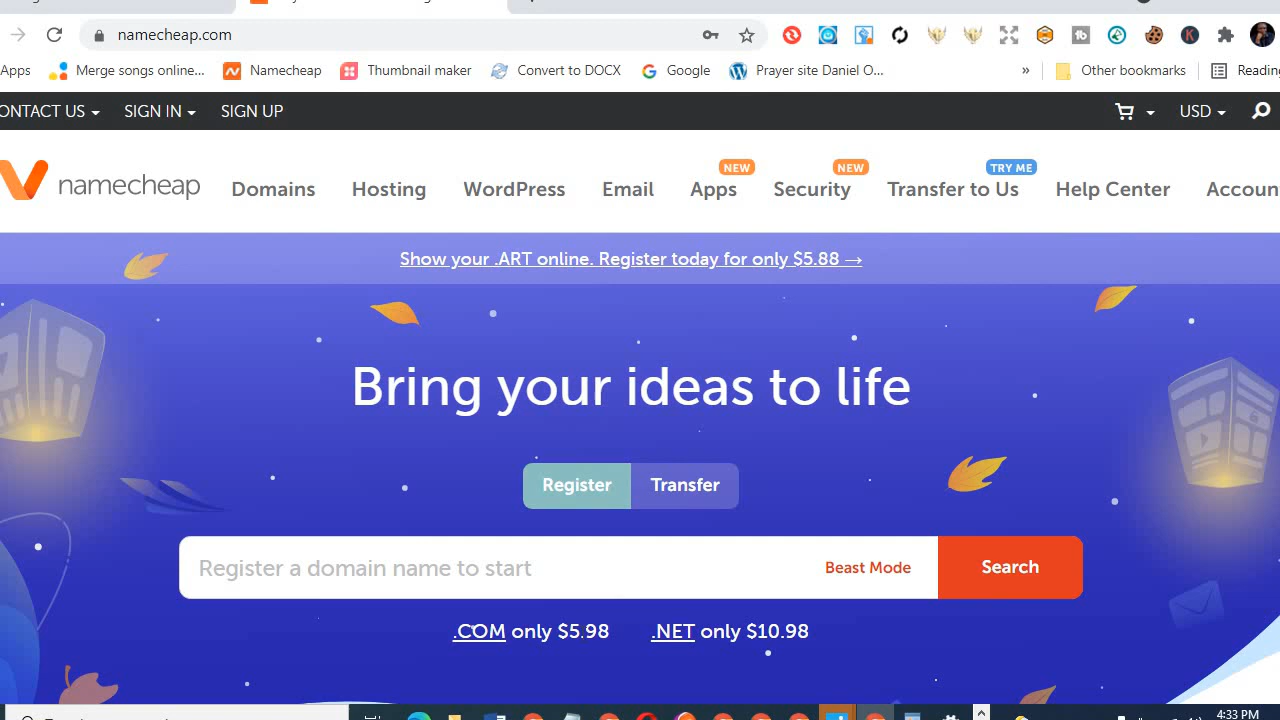 namecheap.com
Apps Merge songs online... Namecheap Thumbnail maker Convert to DOCX Google Prayer site Daniel O... » Other bookmarks Reading
ONTACT US SIGN IN SIGN UP USD
NEW NEW TRY ME
namecheap Domains Hosting WordPress Email Apps Security Transfer to Us Help Center Accoun
Show your .ART online. Register today for only $5.88 →
Bring your ideas to life
Register Transfer
Register a domain name to start Beast Mode Search
.COM only $5.98 .NET only $10.98
4:33 PM